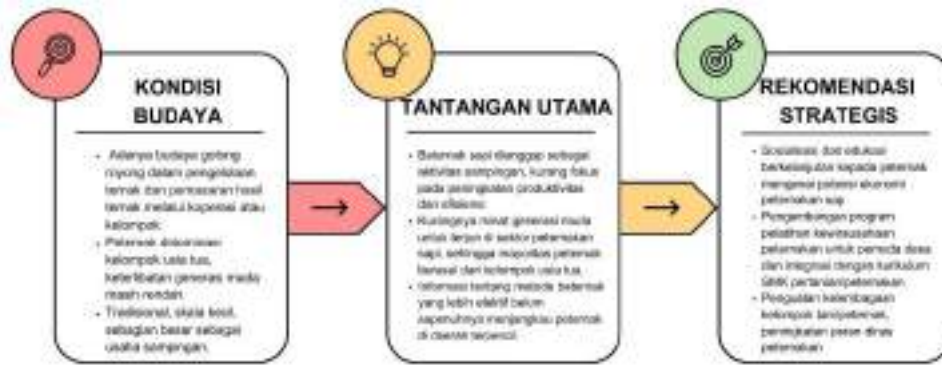 KONDISI
BUDAYA
• Adanya budaya gotong
royong dalam pengelolaan
ternak dan pemasaran hasil
ternak melalui koperasi atau
kelompok.
• Peternak didominasi
kelompok usia tua,
keterlibatan generasi muda
masih rendah.
• Tradisional, skala kecil,
sebagian besar sebagai
usaha sampingan.
TANTANGAN UTAMA
• Beternak sapi dianggap sebagai
aktivitas sampingan, kurang fokus
pada peningkatan produktivitas
dan efisiensi
• Kurangnya minat generasi muda
untuk terjun di sektor peternakan
sapi, sehingga mayoritas peternak
berasal dari kelompok usia tua.
• Informasi tentang metode beternak
yang lebih efektif belum
sepenuhnya menjangkau peternak
di daerah terpencil.
REKOMENDASI
STRATEGIS
• Sosialisasi dan edukasi
berkelanjutan kepada peternak
mengenai potensi ekonomi
peternakan sapi
• Pengembangan program
pelatihan kewirausahaan
peternakan untuk pemuda desa
dan integrasi dengan kurikulum
SMK pertanian/peternakan
• Penguatan kelembagaan
kelompok tani/peternak,
peningkatan peran dinas
peternakan